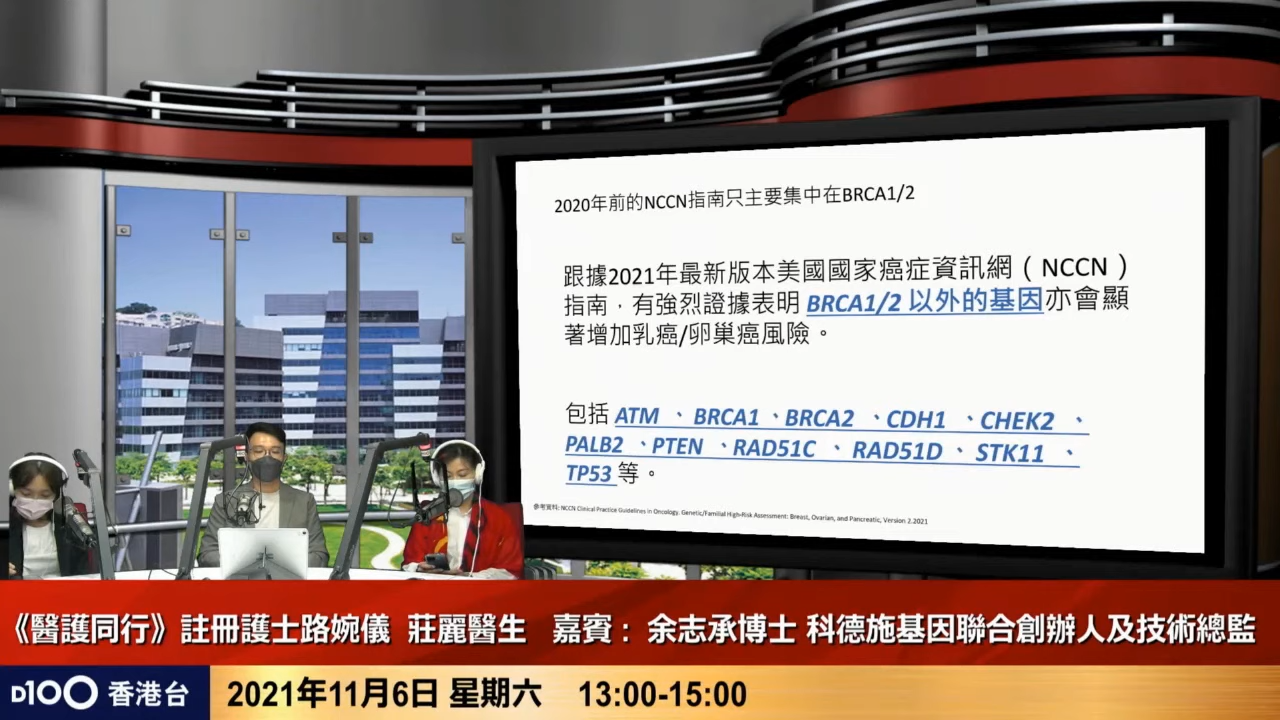 2020年前的NCCN指南只主要集中在BRCA1/2
跟據2021年最新版本美國國家癌症資訊網（NCCN）
指南，有強烈證據表明 BRCA1/2 以外的基因亦會顯
著增加乳癌/卵巢癌風險。
包括 ATM 、 BRCA1 、BRCA2 、CDH1 、CHEK2 、
PALB2 、PTEN 、RAD51C 、 RAD51D 、 STK11 、
TP53 等。
參考資料: NCCN Clinical Practice Guidelines in Oncology. Genetic/Familial High-Risk Assessment: Breast, Ovarian, and Pancreatic, Version 2.2021
《醫護同行》註冊護士路婉儀 莊麗醫生 嘉賓： 余志承博士 科德施基因聯合創辦人及技術總監
D100 香港台 2021年11月6日 星期六 13:00-15:00